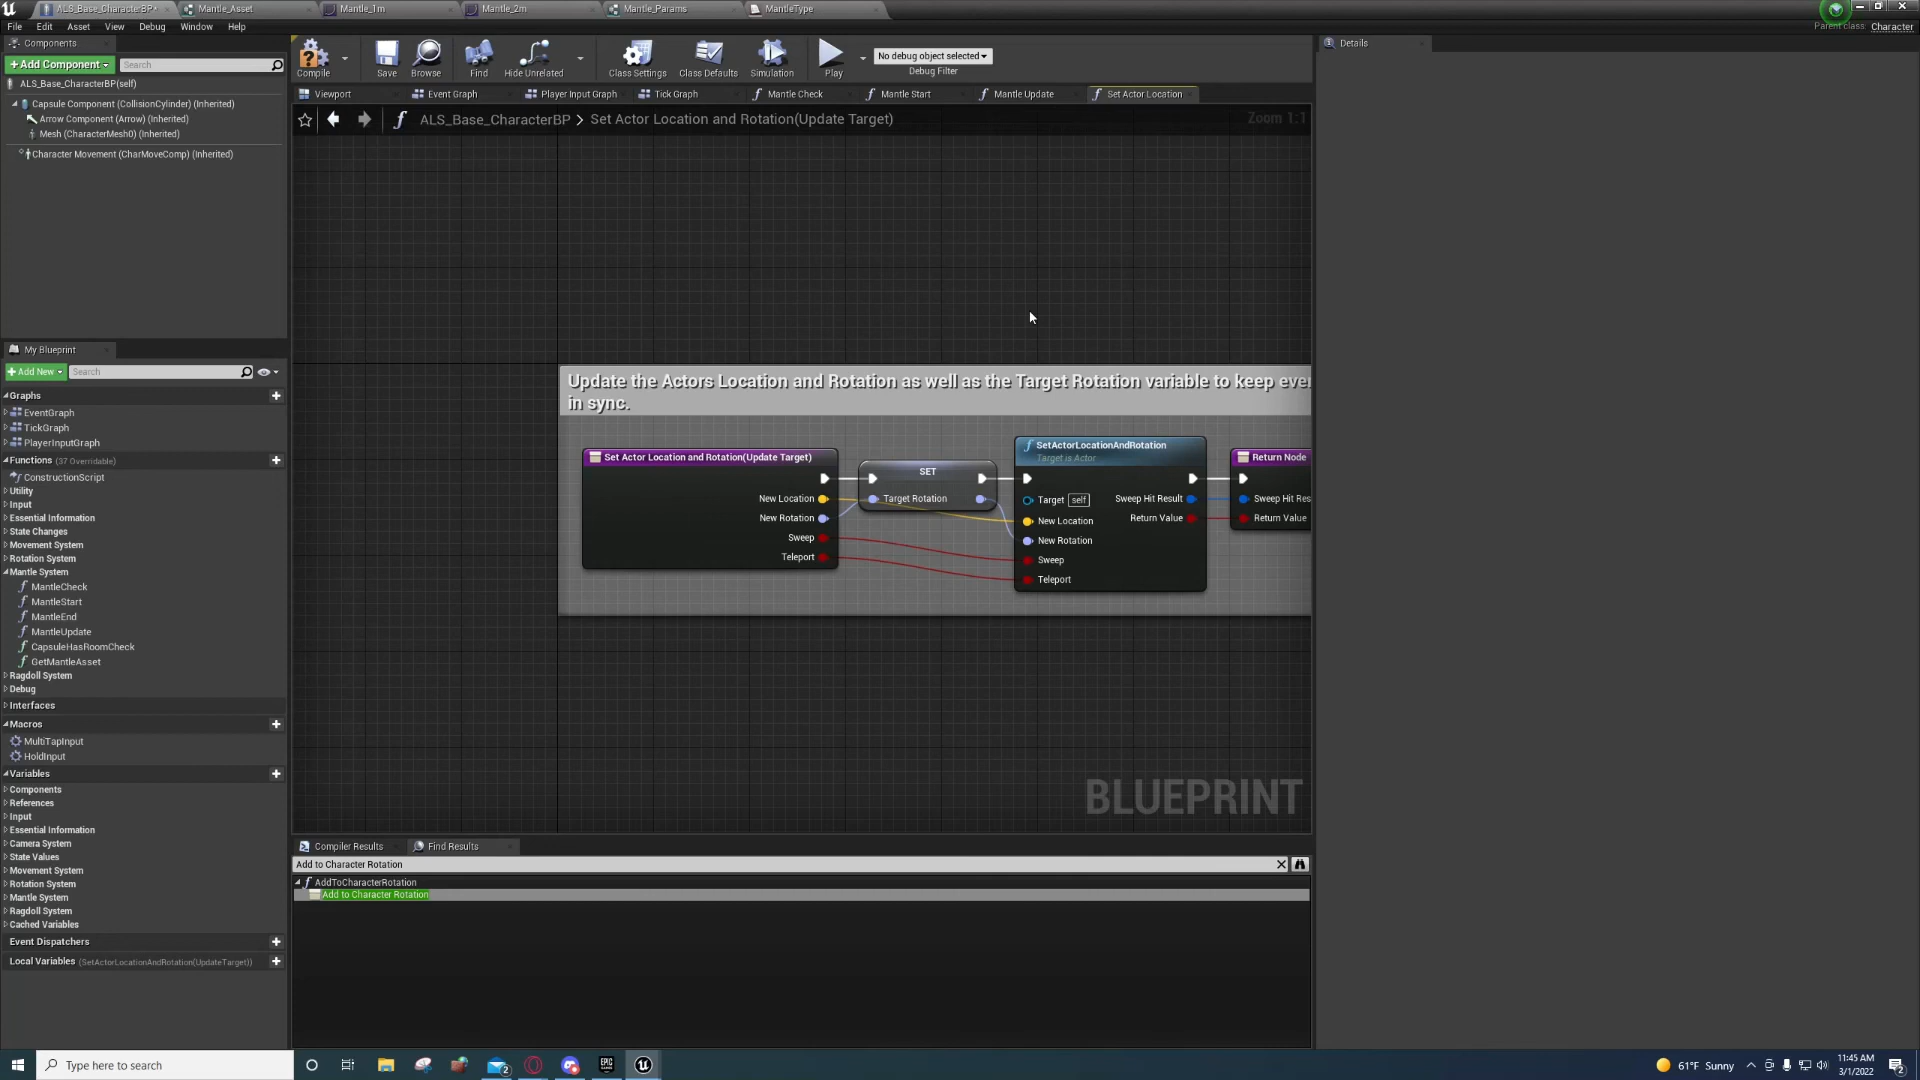 ALS_Base_CharacterBP*
Mantle_Asset
Mantle_1m
Mantle_2m
Mantle_Params
MantleType
File Edit Asset View Debug Window Help
Parent class: Character
Components
+Add Component
Search
ALS_Base_CharacterBP(self)
Capsule Component (CollisionCylinder) (Inherited)
Arrow Component (Arrow) (Inherited)
Mesh (CharacterMesh0) (Inherited)
Character Movement (CharMoveComp) (Inherited)
Compile
Save
Browse
Find
Hide Unrelated
Class Settings
Class Defaults
Simulation
Play
No debug object selected
Debug Filter
Details
Viewport
Event Graph
Player Input Graph
Tick Graph
Mantle Check
Mantle Start
Mantle Update
Set Actor Location
ALS_Base_CharacterBP > Set Actor Location and Rotation(Update Target)
Zoom 1:1
Update the Actors Location and Rotation as well as the Target Rotation variable to keep ever
in sync.
Set Actor Location and Rotation(Update Target)
New Location
New Rotation
Sweep
Teleport
SET
Target Rotation
SetActorLocationAndRotation
Target is Actor
Target self
Sweep Hit Result
New Location
Return Value
New Rotation
Sweep
Teleport
Return Node
Sweep Hit Res
Return Value
BLUEPRINT
My Blueprint
+Add New
Search
Graphs
EventGraph
TickGraph
PlayerInputGraph
Functions (37 Overridable)
ConstructionScript
Utility
Input
Essential Information
State Changes
Movement System
Rotation System
Mantle System
MantleCheck
MantleStart
MantleEnd
MantleUpdate
CapsuleHasRoomCheck
GetMantleAsset
Ragdoll System
Debug
Interfaces
Macros
MultiTapInput
HoldInput
Variables
Components
References
Input
Essential Information
Camera System
State Values
Movement System
Rotation System
Mantle System
Ragdoll System
Cached Variables
Event Dispatchers
Local Variables (SetActorLocationAndRotation(UpdateTarget))
Compiler Results
Find Results
Add to Character Rotation
AddToCharacterRotation
Add to Character Rotation
Type here to search
2
EPIC
GAMES
61°F Sunny
11:45 AM
3/1/2022
2